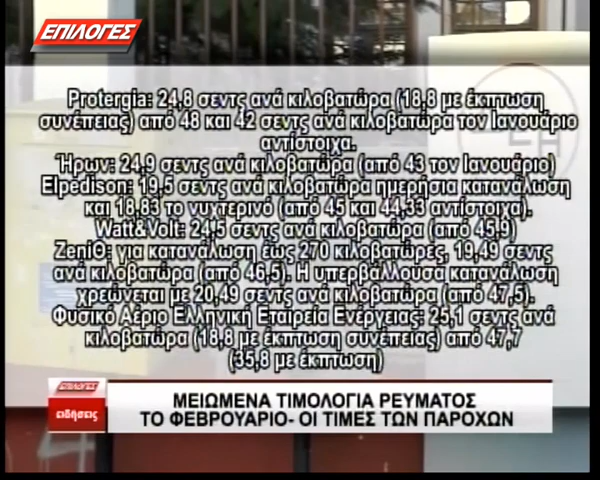 ΕΠΙΛΟΓΕΣ
Protergia: 24,8 σεντς ανά κιλοβατώρα (18,8 με έκπτωση
συνέπειας) από 48 και 42 σεντς ανά κιλοβατώρα τον Ιανουάριο
αντίστοιχα.
Ήρων: 24,9 σεντς ανά κιλοβατώρα (από 43 τον Ιανουάριο)
Elpedison: 19,5 σεντς ανά κιλοβατώρα ημερήσια κατανάλωση
και 18,83 το νυχτερινό (από 45 και 44,33 αντίστοιχα).
Watt&Volt: 24,5 σεντς ανά κιλοβατώρα (από 45,9)
ZeniΘ: για κατανάλωση έως 270 κιλοβατώρες, 19,49 σεντς
ανά κιλοβατώρα (από 46,5). Η υπερβάλλουσα κατανάλωση
χρεώνεται με 20,49 σεντς ανά κιλοβατώρα (από 47,5).
Φυσικό Αέριο Ελληνική Εταιρεία Ενέργειας: 25,1 σεντς ανά
κιλοβατώρα (18,8 με έκπτωση συνέπειας) από 47,7
(35,8 με έκπτωση)
ΕΠΙΛΟΓΕΣ
ειδήσεις
ΜΕΙΩΜΕΝΑ ΤΙΜΟΛΟΓΙΑ ΡΕΥΜΑΤΟΣ
ΤΟ ΦΕΒΡΟΥΑΡΙΟ- ΟΙ ΤΙΜΕΣ ΤΩΝ ΠΑΡΟΧΩΝ